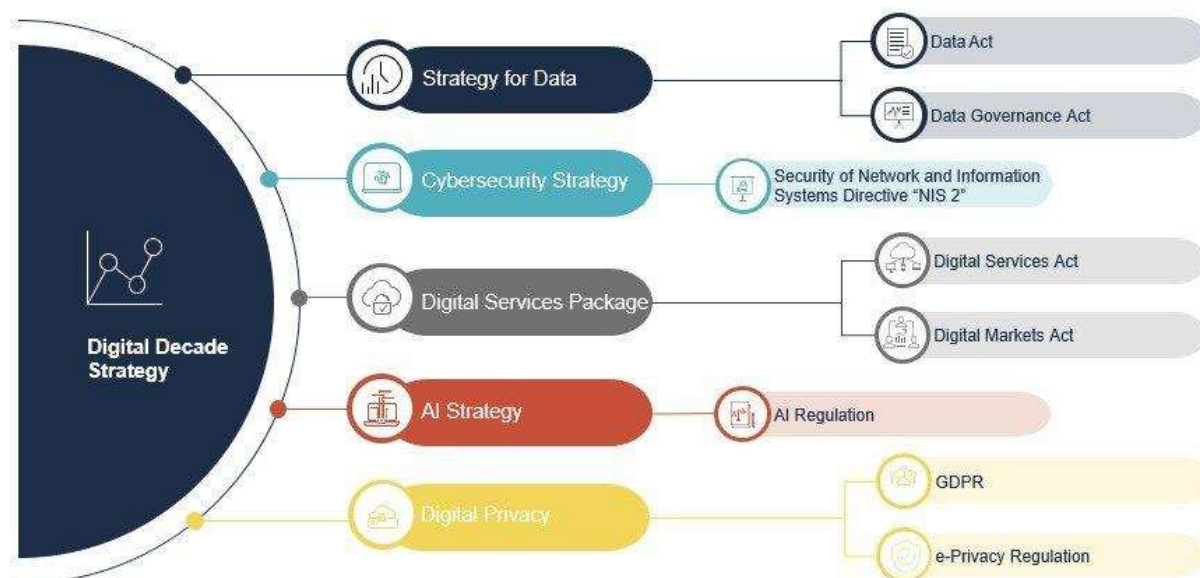 Digital Decade
Strategy
Strategy for Data
Data Act
Data Governance Act
Cybersecurity Strategy
Security of Network and Information
Systems Directive “NIS 2”
Digital Services Package
Digital Services Act
Digital Markets Act
AI Strategy
AI Regulation
Digital Privacy
GDPR
e-Privacy Regulation